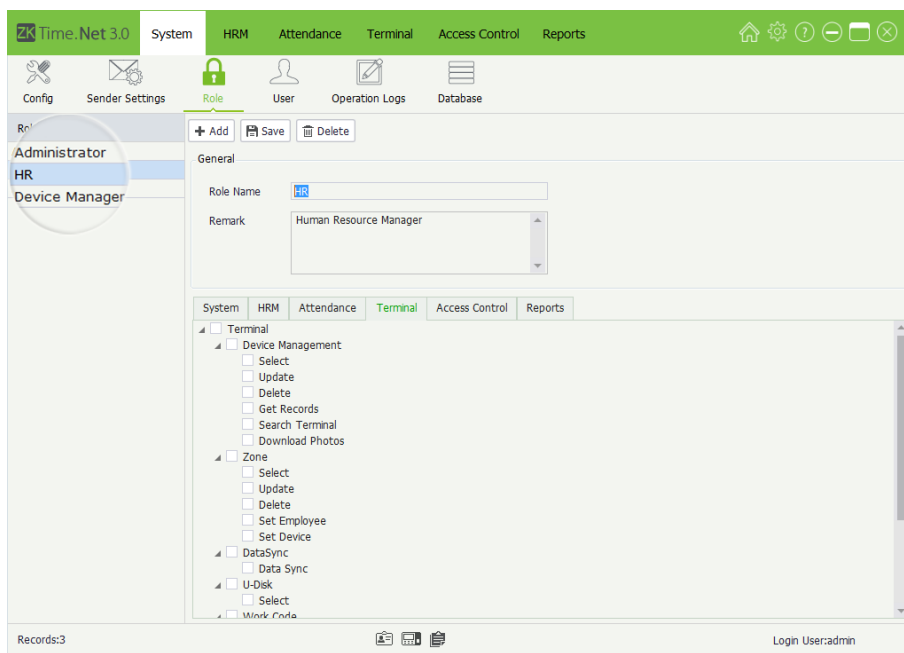 ZK Time.Net 3.0 System HRM Attendance Terminal Access Control Reports
Config Sender Settings Role User Operation Logs Database
Add Save Delete
Administrator
HR
Device Manager
General
Role Name HR
Remark Human Resource Manager
System HRM Attendance Terminal Access Control Reports
Terminal
Device Management
Select
Update
Delete
Get Records
Search Terminal
Download Photos
Zone
Select
Update
Delete
Set Employee
Set Device
DataSync
Data Sync
U-Disk
Select
Work Code
Records:3 Login User:admin